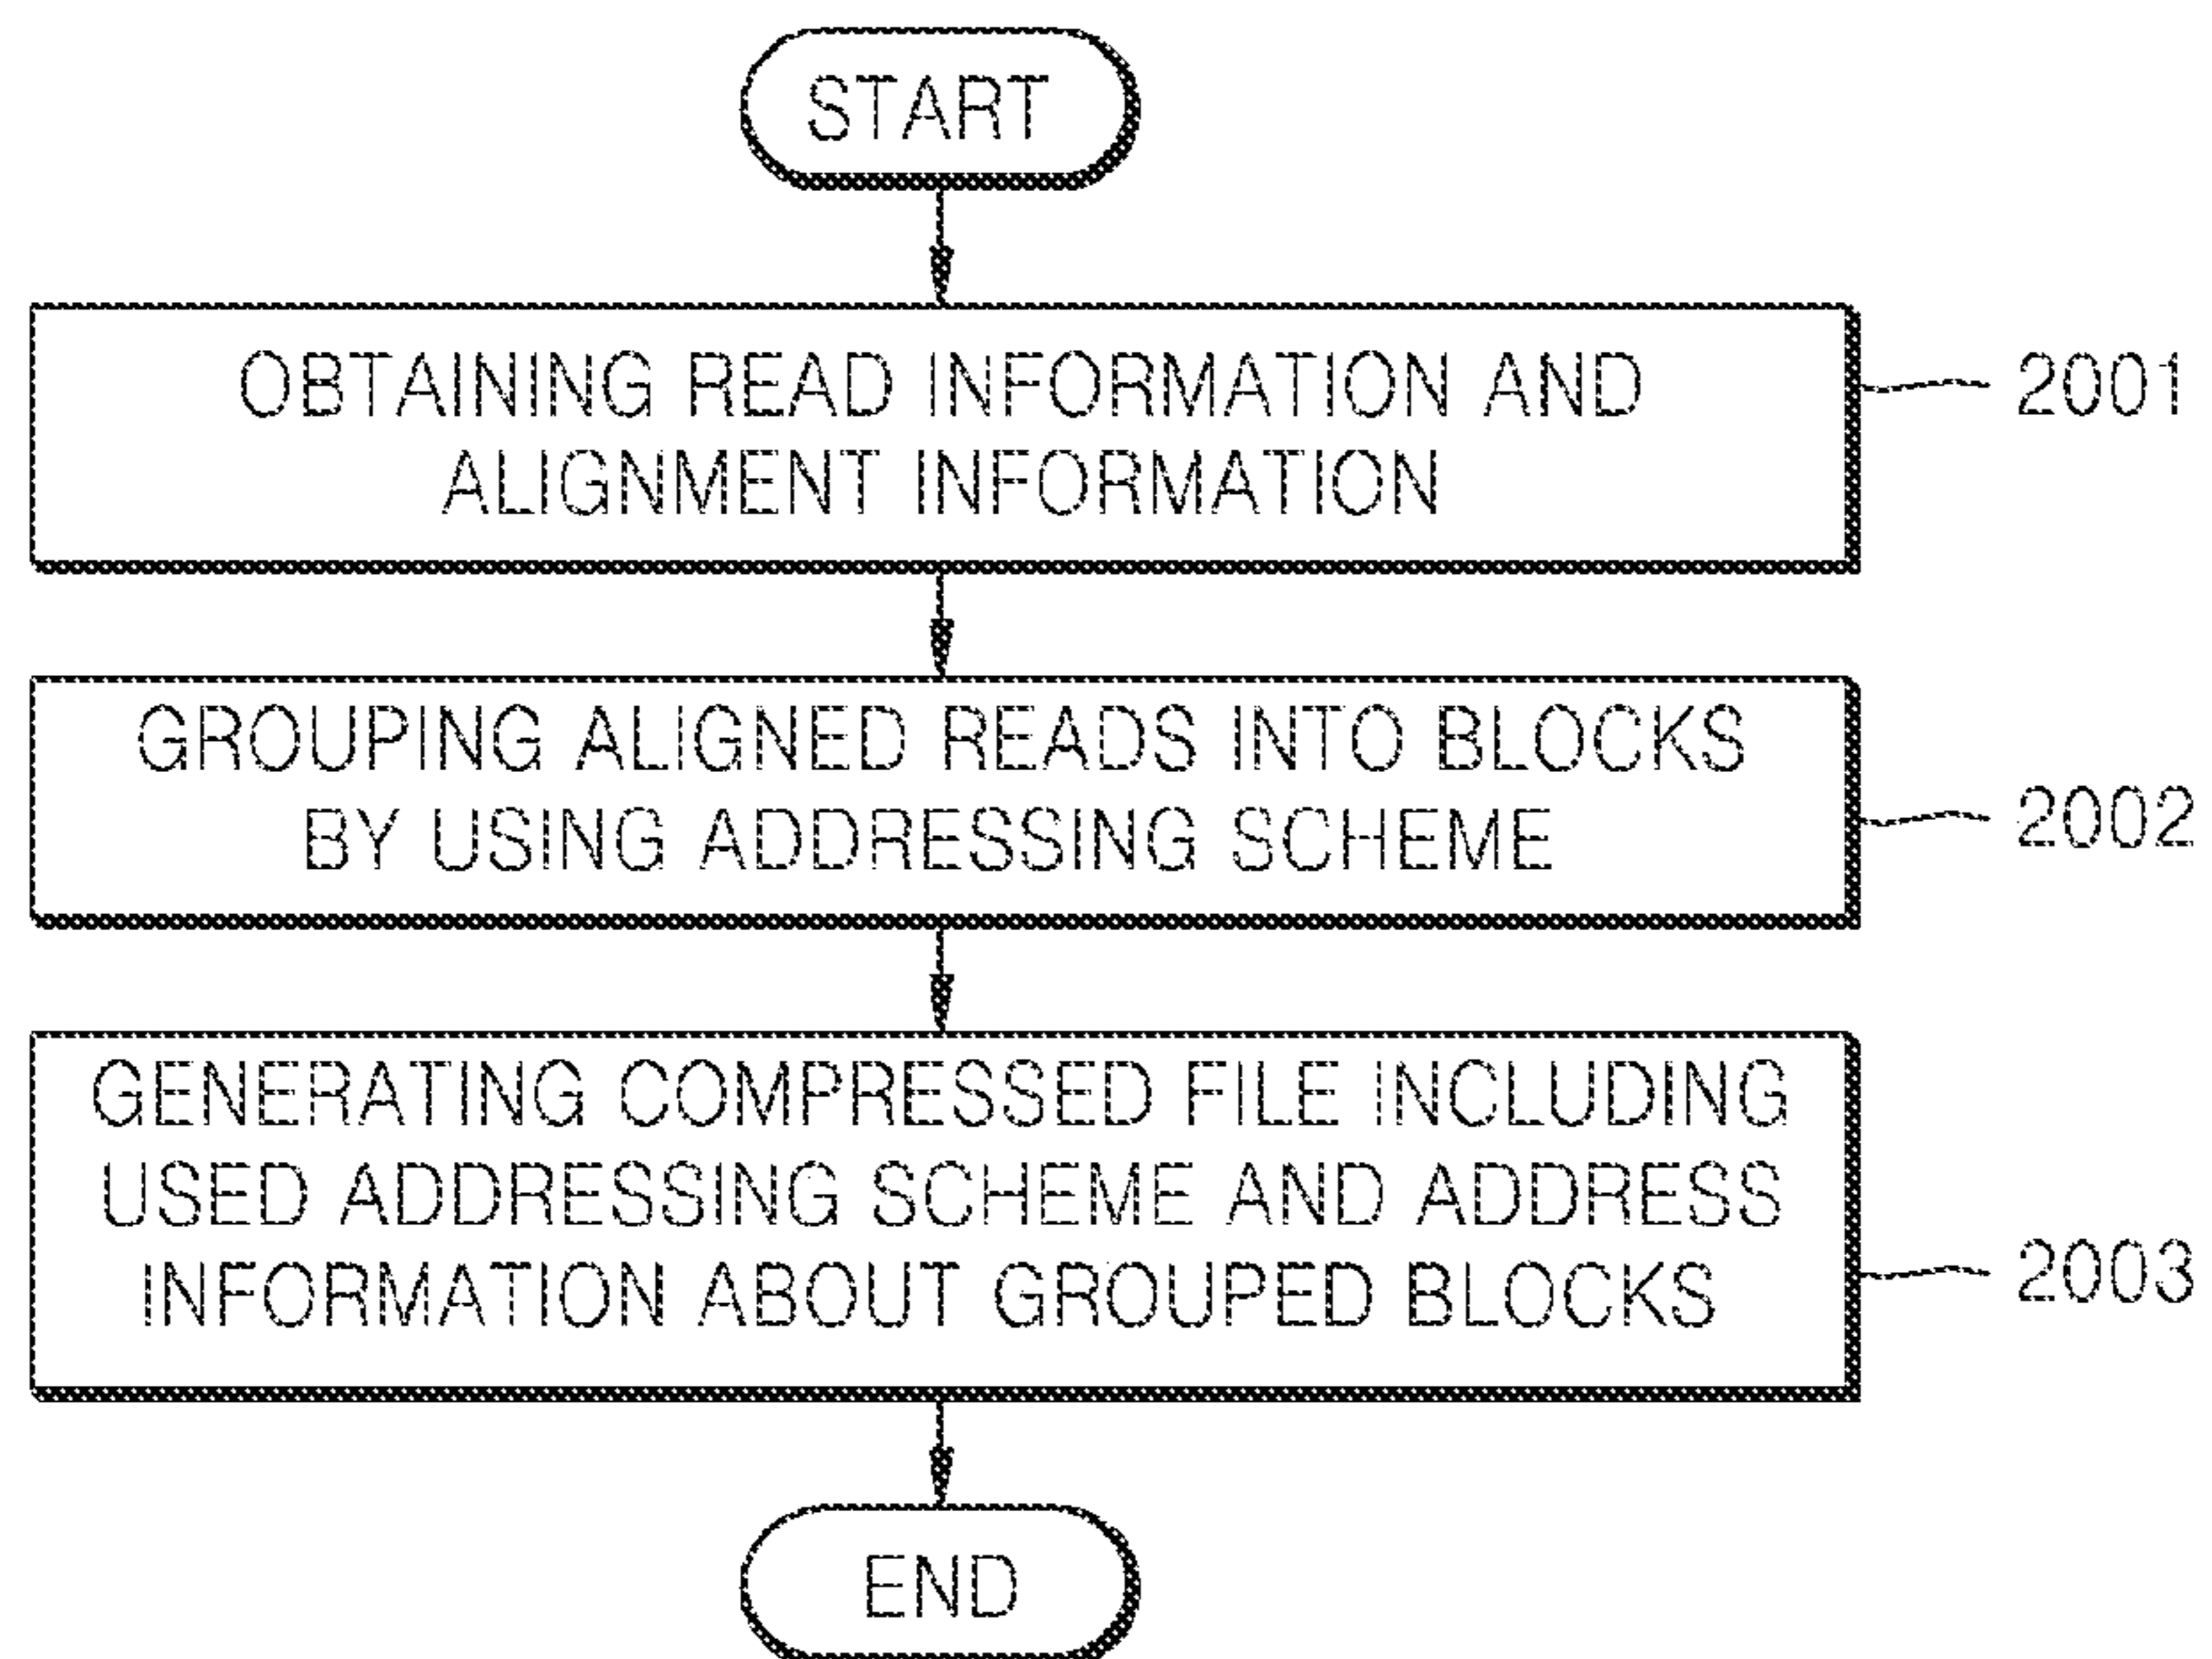 START
OBTAINING READ INFORMATION AND
ALIGNMENT INFORMATION
2001
GROUPING ALIGNED READS INTO BLOCKS
BY USING ADDRESSING SCHEME
2002
GENERATING COMPRESSED FILE INCLUDING
USED ADDRESSING SCHEME AND ADDRESS
INFORMATION ABOUT GROUPED BLOCKS
2003
END